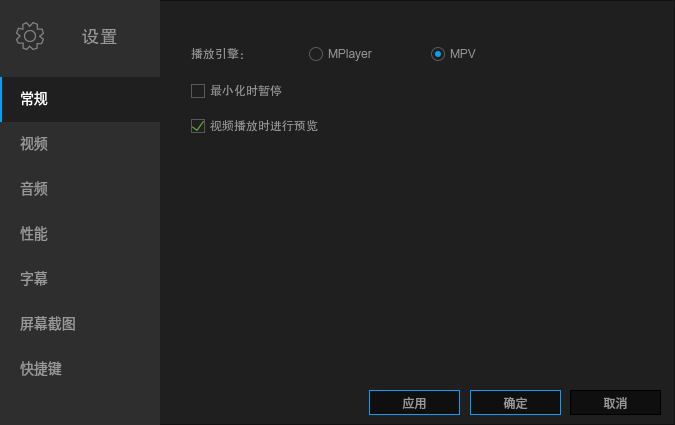 设置
常规
视频
音频
性能
字幕
屏幕截图
快捷键
播放引擎： MPlayer MPV
最小化时暂停
视频播放时进行预览
应用 确定 取消